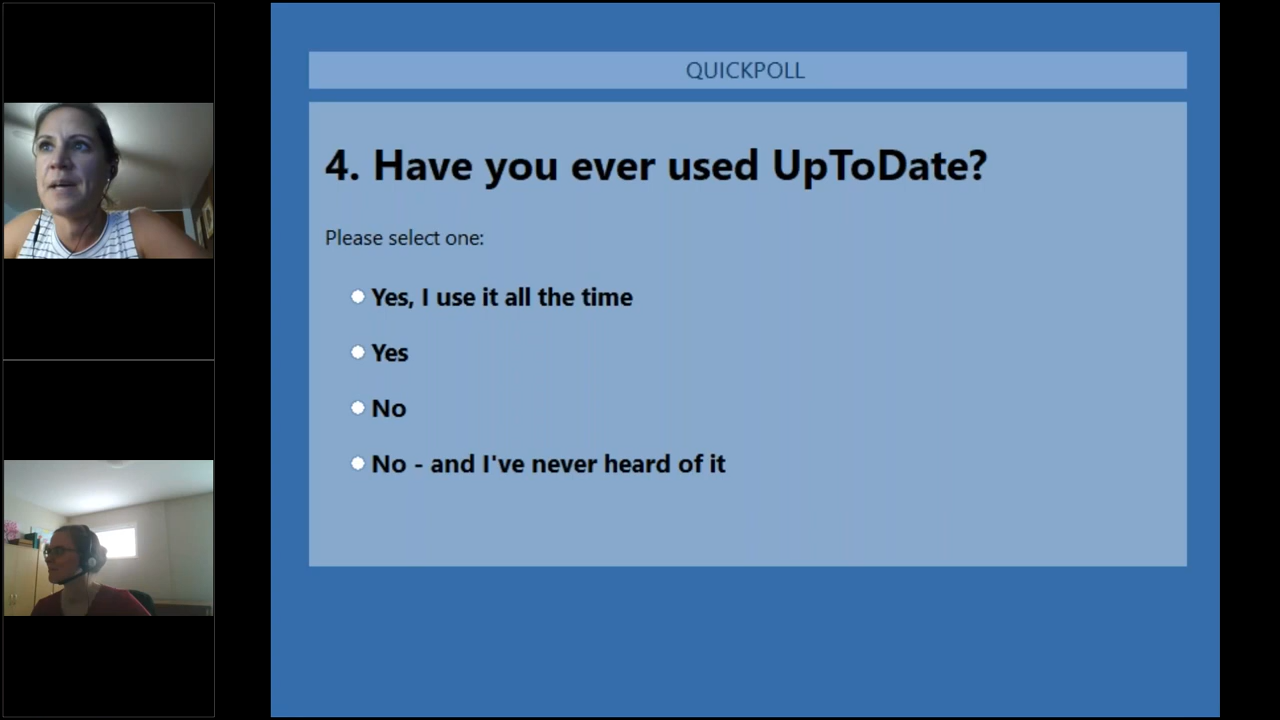 QUICKPOLL
4. Have you ever used UpToDate?
Please select one:
Yes, I use it all the time
Yes
No
No - and I've never heard of it